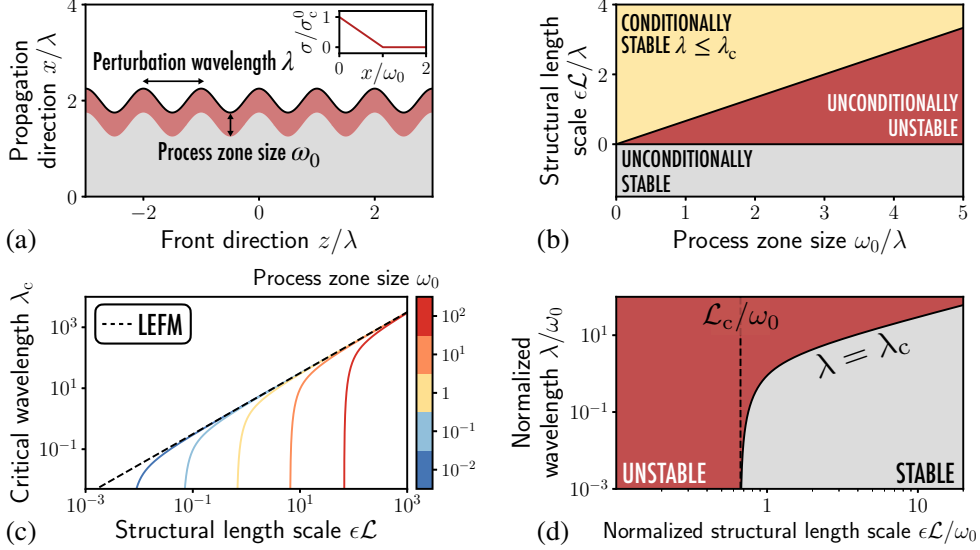 Propagation
direction x/λ
4
2
0
Perturbation wavelength λ
Process zone size ω₀
σ/σ⁰c
1
0
0
x/ω₀
2
−2
0
2
(a)
Front direction z/λ
Structural length
scale ϵℒ/λ
4
2
0
CONDITIONALLY
STABLE λ ≤ λc
UNCONDITIONALLY
UNSTABLE
UNCONDITIONALLY
STABLE
0
1
2
3
4
5
(b)
Process zone size ω₀/λ
Process zone size ω₀
Critical wavelength λc
10³
10¹
10⁻¹
LEFM
10²
10¹
1
10⁻¹
10⁻²
10⁻³
10⁻¹
10¹
10³
(c)
Structural length scale ϵℒ
Normalized
wavelength λ/ω₀
10¹
10⁻¹
10⁻³
ℒc/ω₀
λ = λc
UNSTABLE
STABLE
1
10
(d)
Normalized structural length scale ϵℒ/ω₀